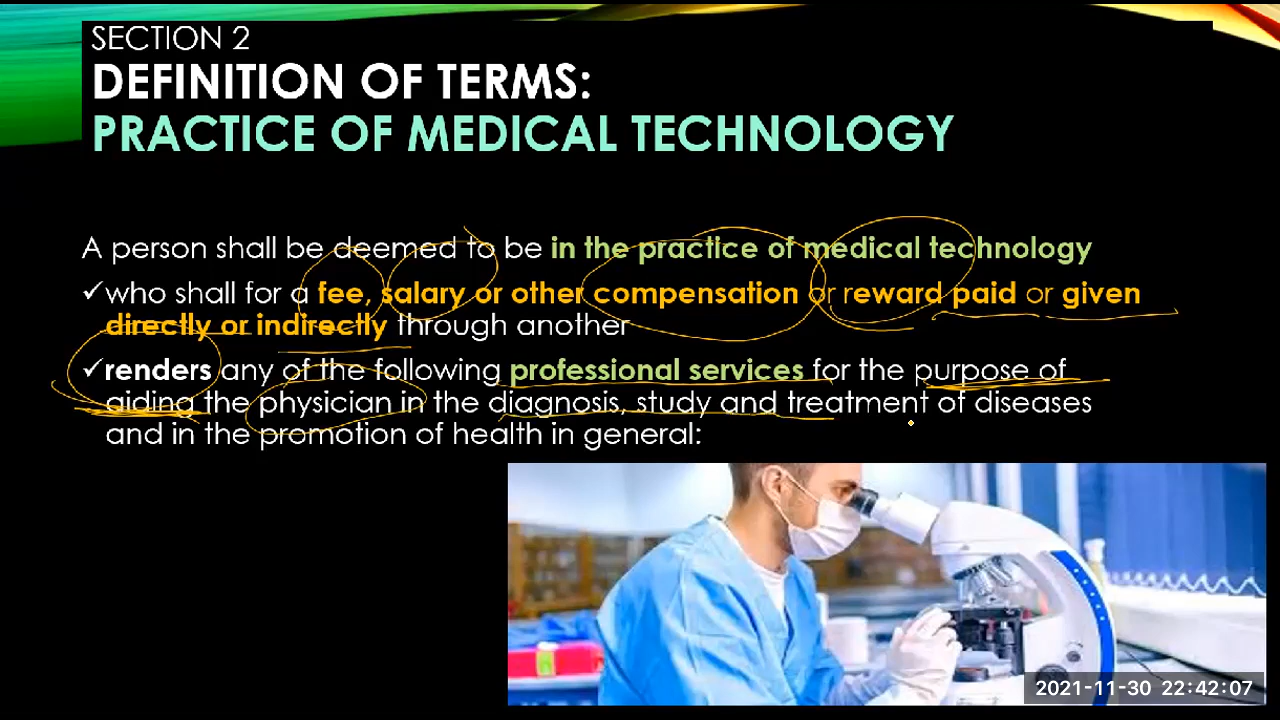 SECTION 2
DEFINITION OF TERMS:
PRACTICE OF MEDICAL TECHNOLOGY
A person shall be deemed to be in the practice of medical technology
✓who shall for a fee, salary or other compensation or reward paid or given
directly or indirectly through another
✓renders any of the following professional services for the purpose of
aiding the physician in the diagnosis, study and treatment of diseases
and in the promotion of health in general:
2021-11-30 22:42:07